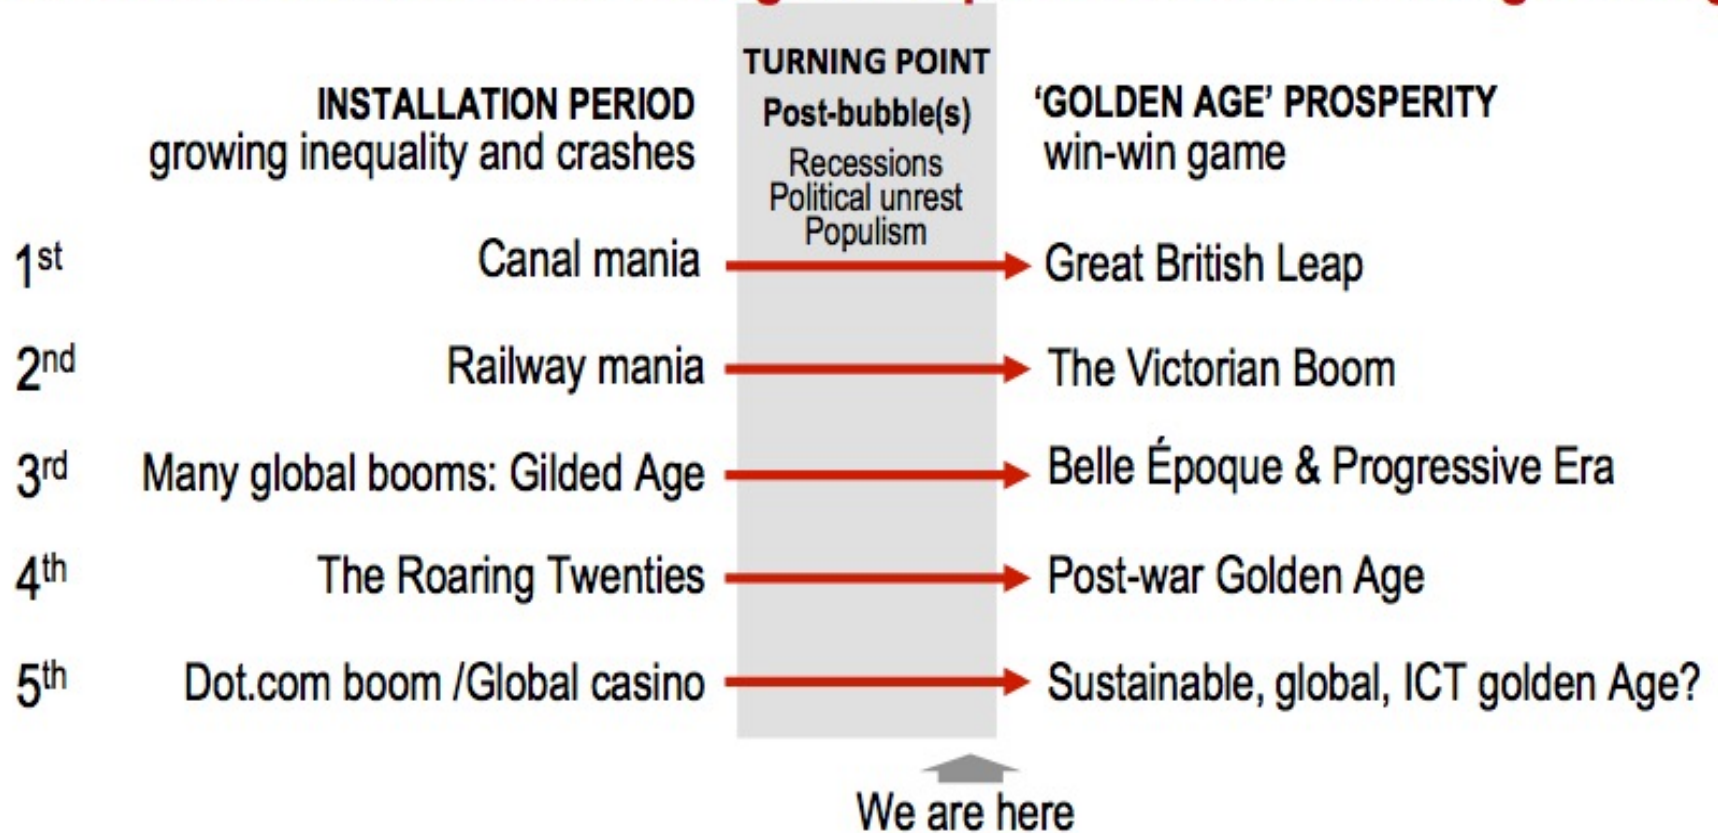 TURNING POINT
Post-bubble(s)
Recessions
Political unrest
Populism
INSTALLATION PERIOD
growing inequality and crashes
‘GOLDEN AGE’ PROSPERITY
win-win game
1st Canal mania Great British Leap
2nd Railway mania The Victorian Boom
3rd Many global booms: Gilded Age Belle Époque & Progressive Era
4th The Roaring Twenties Post-war Golden Age
5th Dot.com boom /Global casino Sustainable, global, ICT golden Age?
We are here